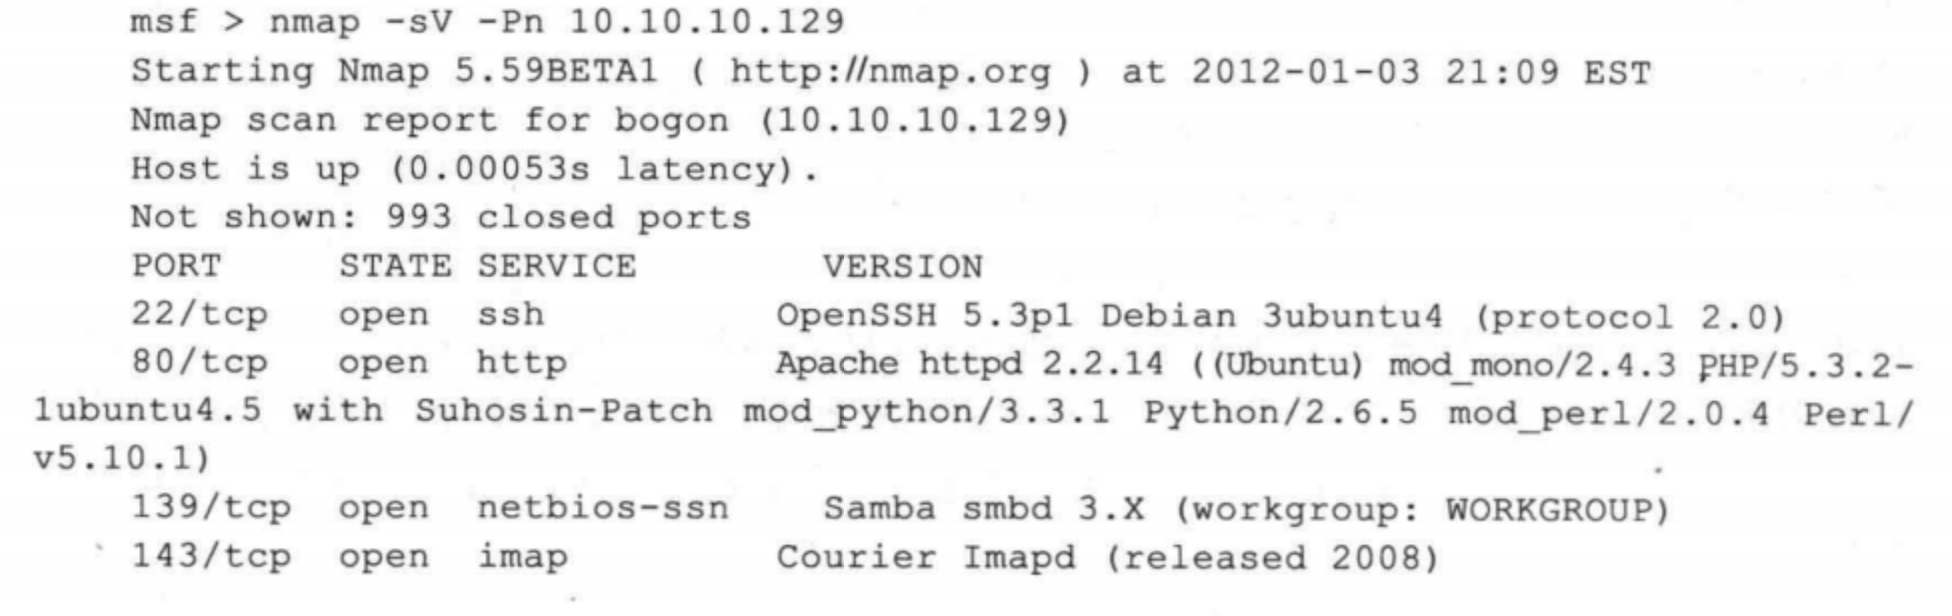 msf > nmap -sV -Pn 10.10.10.129
Starting Nmap 5.59BETA1 ( http://nmap.org ) at 2012-01-03 21:09 EST
Nmap scan report for bogon (10.10.10.129)
Host is up (0.00053s latency).
Not shown: 993 closed ports
PORT STATE SERVICE VERSION
22/tcp open ssh OpenSSH 5.3p1 Debian 3ubuntu4 (protocol 2.0)
80/tcp open http Apache httpd 2.2.14 ((Ubuntu) mod_mono/2.4.3 PHP/5.3.2-
1ubuntu4.5 with Suhosin-Patch mod_python/3.3.1 Python/2.6.5 mod_perl/2.0.4 Perl/
v5.10.1)
139/tcp open netbios-ssn Samba smbd 3.X (workgroup: WORKGROUP)
143/tcp open imap Courier Imapd (released 2008)